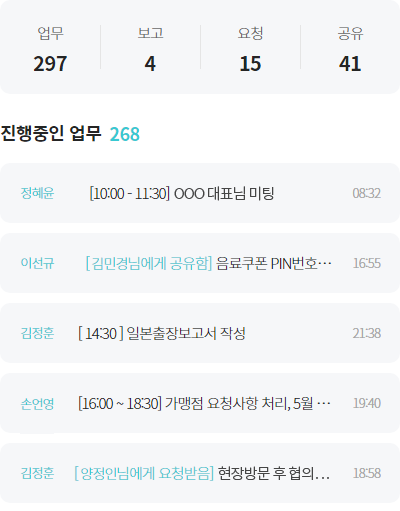 업무 보고 요청 공유
297 4 15 41
진행중인 업무 268
정혜윤 [10:00 - 11:30] OOO 대표님 미팅 08:32
이선규 [김민경님에게 공유함] 음료쿠폰 PIN번호… 16:55
김정훈 [ 14:30 ] 일본출장보고서 작성 21:38
손언영 [16:00 ~ 18:30] 가맹점 요청사항 처리, 5월 … 19:40
김정훈 [양정인님에게 요청받음] 현장방문 후 협의… 18:58